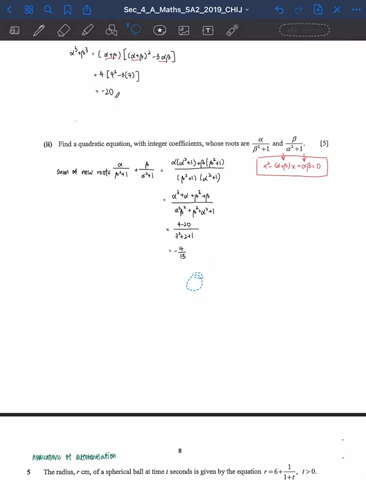 Sec_4_A_Maths_SA2_2019_CHIJ
α³+β³ = (α+β)[(α+β)²-3αβ]
= 4[4²-3(7)]
= -20
(ii) Find a quadratic equation, with integer coefficients, whose roots are α/(β²+1) and β/(α²+1). [5]
x²-(α+β)x+αβ=0
sum of new roots α/(β²+1) + β/(α²+1) = (α(α²+1)+β(β²+1))/((β²+1)(α²+1))
= (α³+α+β³+β)/(α²β²+β²+α²+1)
= (4-20)/(7²+2+1)
= -4/13
8
Applications of differentiation
5 The radius, r cm, of a spherical ball at time t seconds is given by the equation r = 6 + 1/(1+t), t > 0.